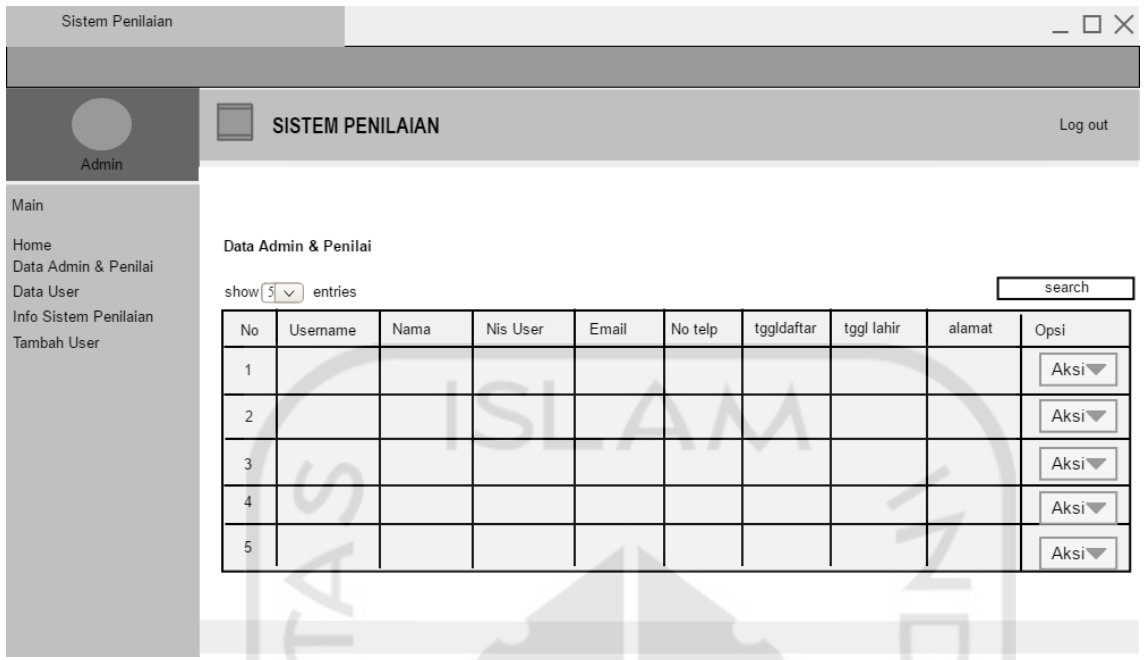 Sistem Penilaian
SISTEM PENILAIAN
Log out
Admin
Main
Home
Data Admin & Penilai
Data User
Info Sistem Penilaian
Tambah User
Data Admin & Penilai
show 5 entries
search
No Username Nama Nis User Email No telp tggldaftar tggl lahir alamat Opsi
1 Aksi
2 Aksi
3 Aksi
4 Aksi
5 Aksi
ISLAM
TAS